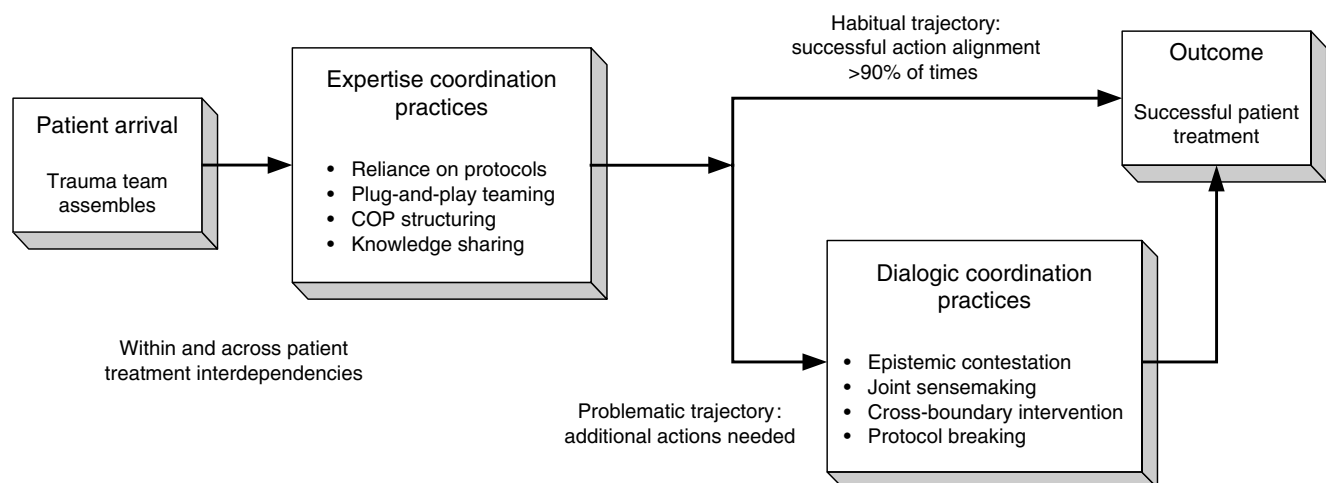 Patient arrival
Trauma team
assembles
Expertise coordination
practices
• Reliance on protocols
• Plug-and-play teaming
• COP structuring
• Knowledge sharing
Within and across patient
treatment interdependencies
Habitual trajectory:
successful action alignment
>90% of times
Outcome
Successful patient
treatment
Problematic trajectory:
additional actions needed
Dialogic coordination
practices
• Epistemic contestation
• Joint sensemaking
• Cross-boundary intervention
• Protocol breaking